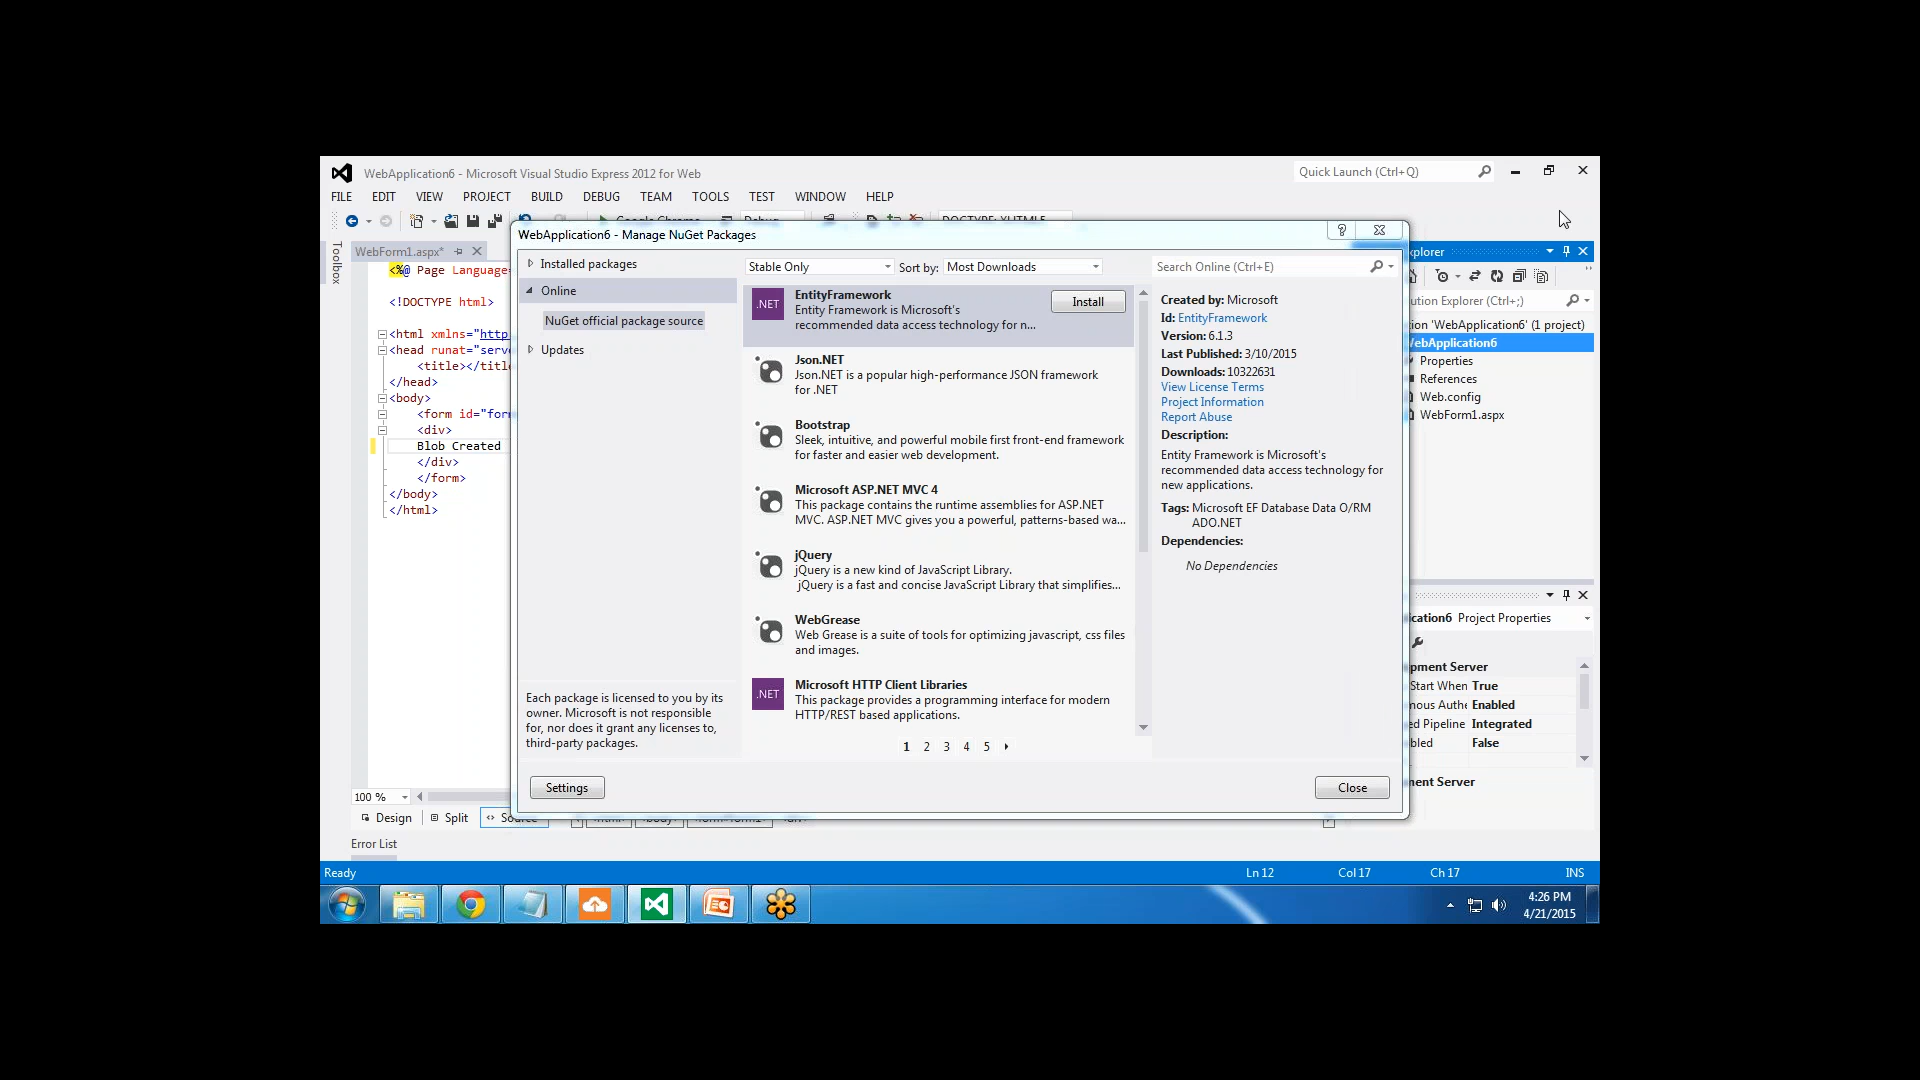 WebApplication6 - Microsoft Visual Studio Express 2012 for Web
Quick Launch (Ctrl+Q)
FILE EDIT VIEW PROJECT BUILD DEBUG TEAM TOOLS TEST WINDOW HELP
Google Chrome Debug DOCTYPE: XHTML5
Toolbox
WebForm1.aspx*
<%@ Page Language=
<!DOCTYPE html>
<html xmlns="http
<head runat="serv
<title></title
</head>
<body>
<form id="form
<div>
Blob Created
</div>
</form>
</body>
</html>
100 %
Design Split Source
Error List
WebApplication6 - Manage NuGet Packages
Installed packages
Online
NuGet official package source
Updates
Each package is licensed to you by its
owner. Microsoft is not responsible
for, nor does it grant any licenses to,
third-party packages.
Settings
Stable Only
Sort by: Most Downloads
.NET
EntityFramework
Entity Framework is Microsoft's
recommended data access technology for n...
Install
Json.NET
Json.NET is a popular high-performance JSON framework
for .NET
Bootstrap
Sleek, intuitive, and powerful mobile first front-end framework
for faster and easier web development.
Microsoft ASP.NET MVC 4
This package contains the runtime assemblies for ASP.NET
MVC. ASP.NET MVC gives you a powerful, patterns-based wa...
jQuery
jQuery is a new kind of JavaScript Library.
jQuery is a fast and concise JavaScript Library that simplifies...
WebGrease
Web Grease is a suite of tools for optimizing javascript, css files
and images.
.NET
Microsoft HTTP Client Libraries
This package provides a programming interface for modern
HTTP/REST based applications.
1 2 3 4 5
Search Online (Ctrl+E)
Created by: Microsoft
Id: EntityFramework
Version: 6.1.3
Last Published: 3/10/2015
Downloads: 10322631
View License Terms
Project Information
Report Abuse
Description:
Entity Framework is Microsoft's
recommended data access technology for
new applications.
Tags: Microsoft EF Database Data O/RM
ADO.NET
Dependencies:
No Dependencies
Close
xplorer
ution Explorer (Ctrl+;)
ion 'WebApplication6' (1 project)
WebApplication6
Properties
References
Web.config
WebForm1.aspx
ication6 Project Properties
pment Server
Start When True
nous Authe Enabled
ed Pipeline Integrated
bled False
ment Server
Ready
Ln 12 Col 17 Ch 17 INS
4:26 PM
4/21/2015